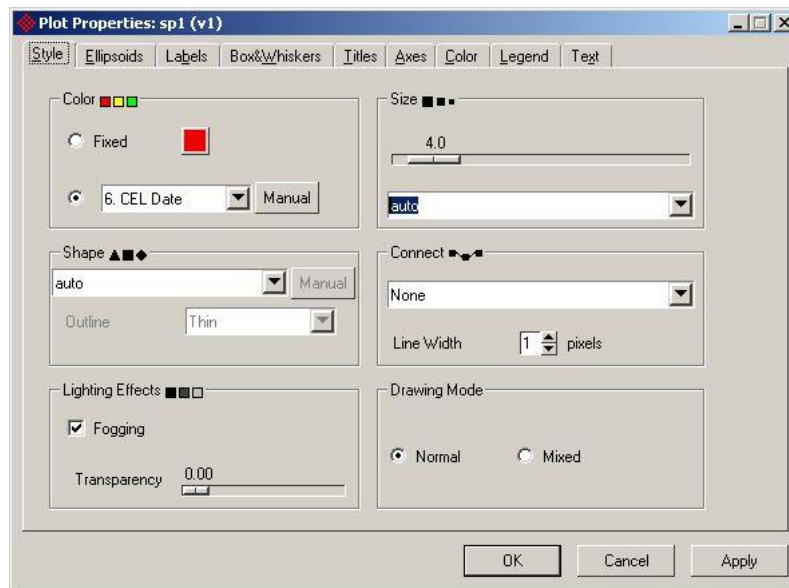 Plot Properties: sp1 (v1)
Style Ellipsoids Labels Box&Whiskers Titles Axes Color Legend Text
Color
Fixed
6. CEL Date Manual
Size
4.0
auto
Shape
auto Manual
Outline Thin
Connect
None
Line Width 1 pixels
Lighting Effects
Fogging
Transparency 0.00
Drawing Mode
Normal Mixed
OK Cancel Apply